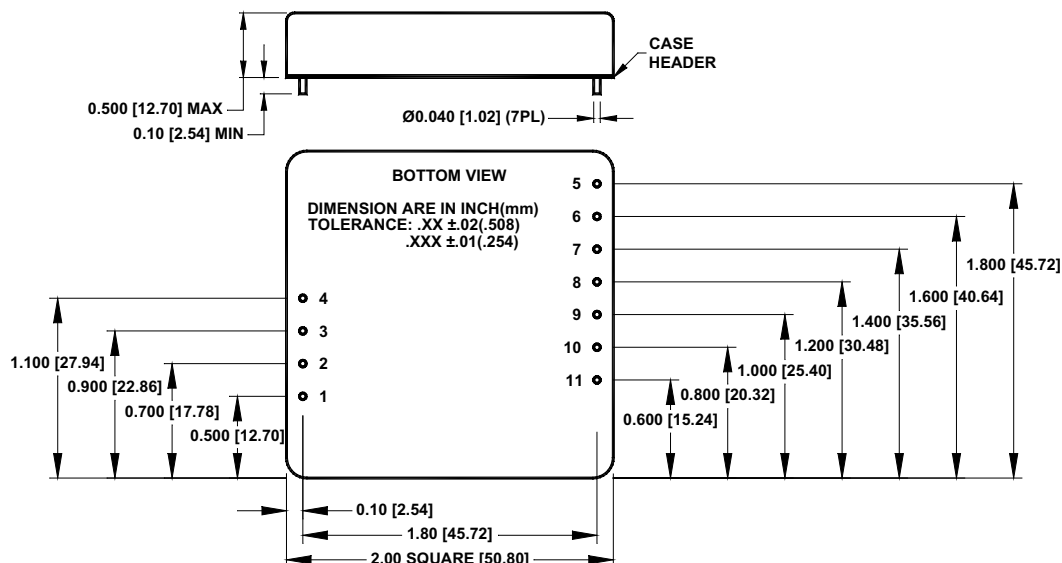 CASE
HEADER
0.500 [12.70] MAX
0.10 [2.54] MIN
Ø0.040 [1.02] (7PL)
BOTTOM VIEW
DIMENSION ARE IN INCH(mm)
TOLERANCE: .XX ±.02(.508)
.XXX ±.01(.254)
5
6
7
8
9
10
11
4
3
2
1
1.100 [27.94]
0.900 [22.86]
0.700 [17.78]
0.500 [12.70]
1.800 [45.72]
1.600 [40.64]
1.400 [35.56]
1.200 [30.48]
1.000 [25.40]
0.800 [20.32]
0.600 [15.24]
0.10 [2.54]
1.80 [45.72]
2.00 SQUARE [50.80]